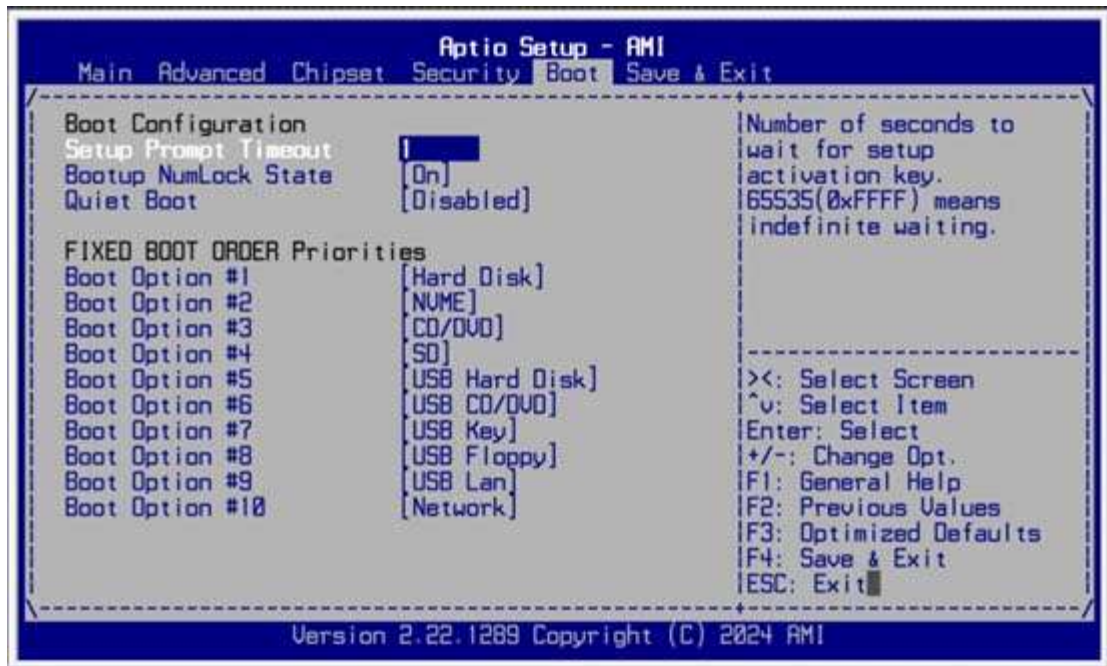 Aptio Setup - AMI
Main Advanced Chipset Security Boot Save & Exit
Boot Configuration
Setup Prompt Timeout 1
Bootup NumLock State [On]
Quiet Boot [Disabled]
FIXED BOOT ORDER Priorities
Boot Option #1 [Hard Disk]
Boot Option #2 [NVME]
Boot Option #3 [CD/DVD]
Boot Option #4 [SD]
Boot Option #5 [USB Hard Disk]
Boot Option #6 [USB CD/DVD]
Boot Option #7 [USB Key]
Boot Option #8 [USB Floppy]
Boot Option #9 [USB Lan]
Boot Option #10 [Network]
Number of seconds to
wait for setup
activation key.
65535(0xFFFF) means
indefinite waiting.
><: Select Screen
^v: Select Item
Enter: Select
+/-: Change Opt.
F1: General Help
F2: Previous Values
F3: Optimized Defaults
F4: Save & Exit
ESC: Exit
Version 2.22.1289 Copyright (C) 2024 AMI